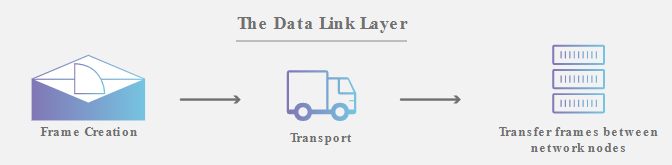 The Data Link Layer
Frame Creation
Transport
Transfer frames between
network nodes